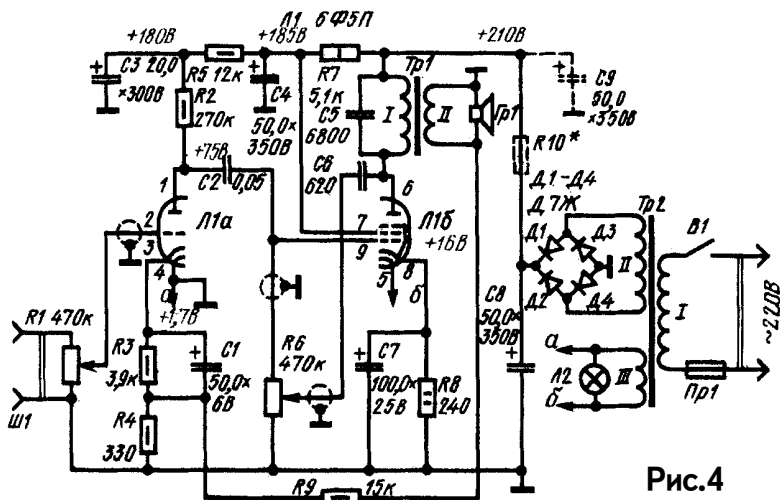 +180В
Л1 6Ф5П
+185В
+210В
С3 20,0
×300В
R5 12к
R2
270к
С4
50,0×
350В
R7
5,1к
С5
6800
Тр1
I
II
Гр1
С9
50,0
×350В
R10*
+75В
С2 0,05
С6
620
1
2
3
4
Л1а
а
+1,7В
6
7
9
5
8
Л1б
+16В
б
Д1-Д4
Д7Ж
Д1
Д3
Д2
Д4
II
Тр2
В1
I
~220В
С8
50,0×
350В
а
б
Л2
III
Пр1
R1 470к
Ш1
R3
3,9к
С1
50,0×
6В
R4
330
R6
470к
С7
100,0×
25В
R8
240
R9
15к
Рис.4